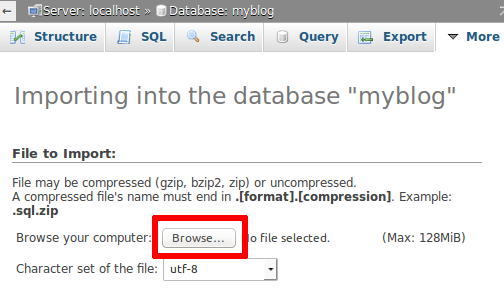 Server: localhost » Database: myblog
Structure SQL Search Query Export More
Importing into the database "myblog"
File to Import:
File may be compressed (gzip, bzip2, zip) or uncompressed.
A compressed file's name must end in .[format].[compression]. Example:
.sql.zip
Browse your computer: Browse... No file selected. (Max: 128MiB)
Character set of the file: utf-8